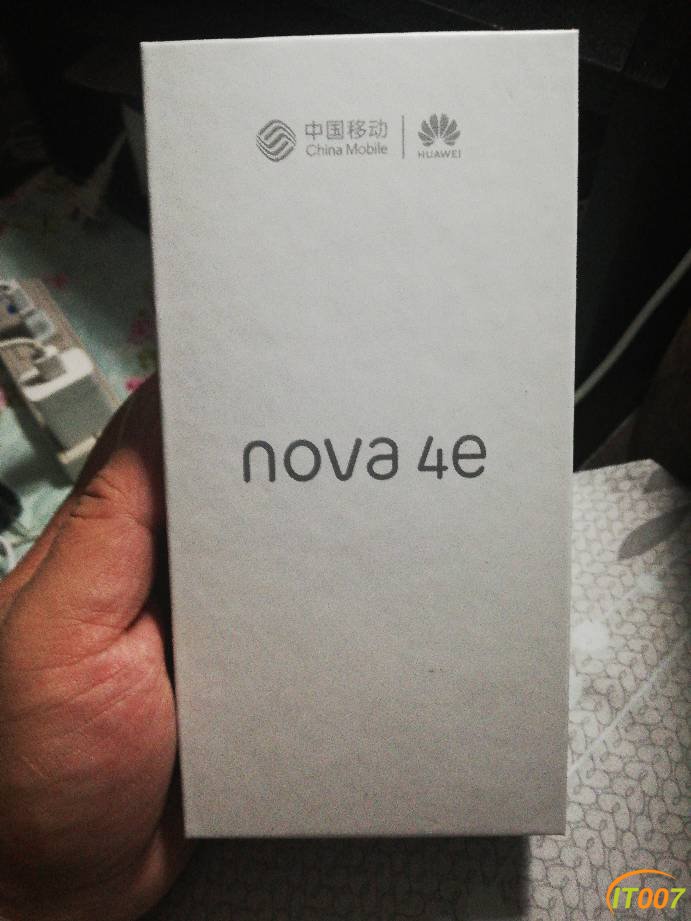 中国移动
China Mobile
HUAWEI
nova 4e
IT007